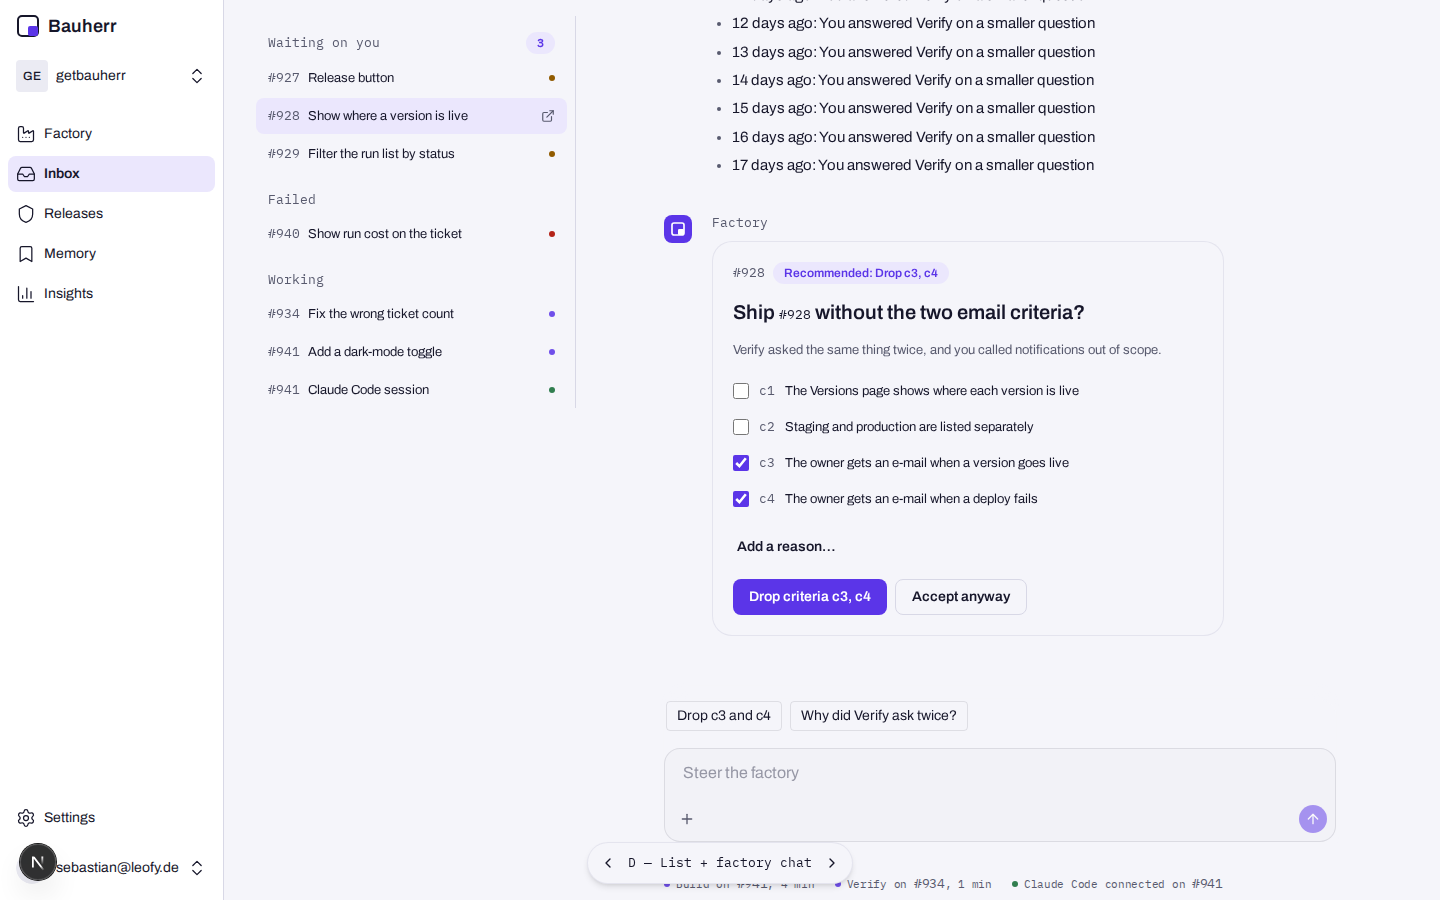 Bauherr
GE
getbauherr
Factory
Inbox
Releases
Memory
Insights
Settings
N
sebastian@leofy.de
Waiting on you
3
#927 Release button
#928 Show where a version is live
#929 Filter the run list by status
Failed
#940 Show run cost on the ticket
Working
#934 Fix the wrong ticket count
#941 Add a dark-mode toggle
#941 Claude Code session
12 days ago: You answered Verify on a smaller question
13 days ago: You answered Verify on a smaller question
14 days ago: You answered Verify on a smaller question
15 days ago: You answered Verify on a smaller question
16 days ago: You answered Verify on a smaller question
17 days ago: You answered Verify on a smaller question
Factory
#928 Recommended: Drop c3, c4
Ship #928 without the two email criteria?
Verify asked the same thing twice, and you called notifications out of scope.
c1 The Versions page shows where each version is live
c2 Staging and production are listed separately
c3 The owner gets an e-mail when a version goes live
c4 The owner gets an e-mail when a deploy fails
Add a reason...
Drop criteria c3, c4
Accept anyway
Drop c3 and c4
Why did Verify ask twice?
Steer the factory
D — List + factory chat
Build on #941, 4 min
Verify on #934, 1 min
Claude Code connected on #941